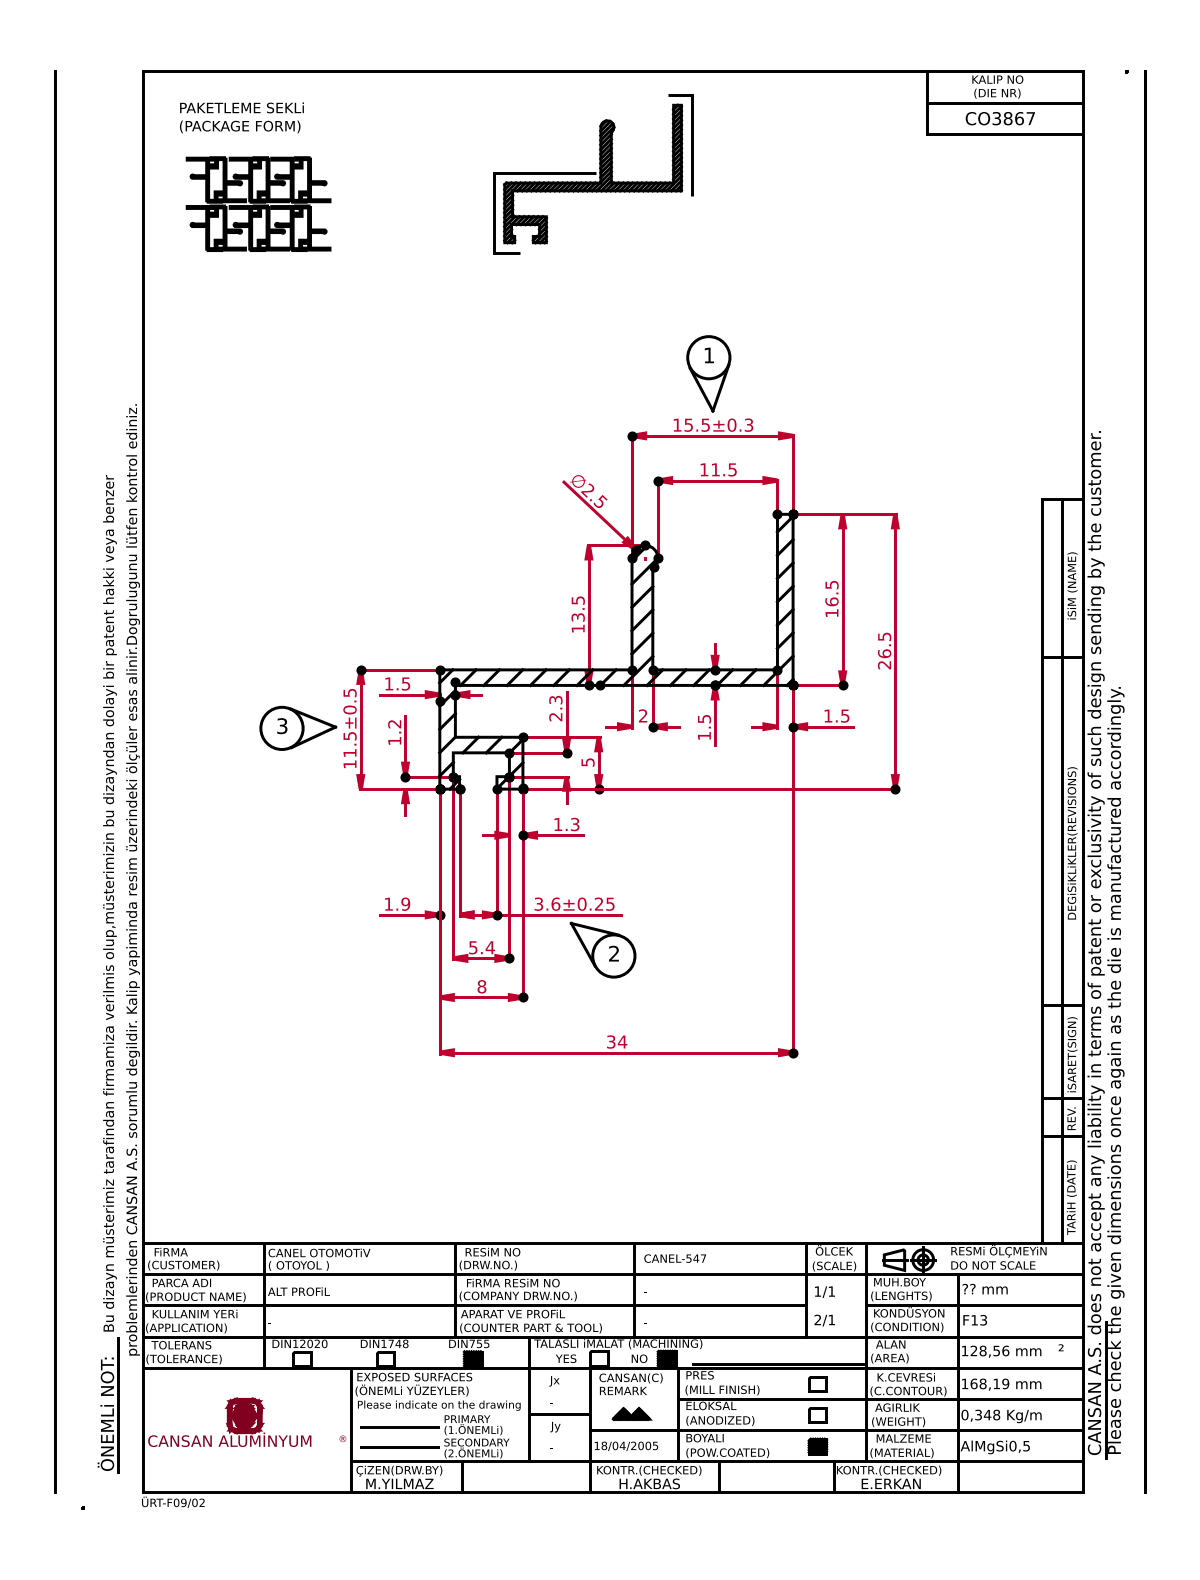 KALIP NO
(DIE NR)
CO3867
PAKETLEME SEKLi
(PACKAGE FORM)
1
15.5±0.3
11.5
∅2.5
13.5
16.5
26.5
1.5
11.5±0.5
1.2
2.3
2
1.5
1.5
5
3
1.3
1.9
3.6±0.25
2
5.4
8
34
iSiM (NAME)
DEGiSiKLiKLER(REVISIONS)
iSARET(SIGN)
REV.
TARiH (DATE)
ÖNEMLi NOT: Bu dizayn müsterimiz tarafindan firmamiza verilmis olup,müsterimizin bu dizayndan dolayi bir patent hakki veya benzer
problemlerinden CANSAN A.S. sorumlu degildir. Kalip yapiminda resim üzerindeki ölçüler esas alinir.Dogrulugunu lütfen kontrol ediniz.
CANSAN A.S. does not accept any liability in terms of patent or exclusivity of such design sending by the customer.
Please check the given dimensions once again as the die is manufactured accordingly.
FiRMA
(CUSTOMER)
CANEL OTOMOTiV
( OTOYOL )
RESiM NO
(DRW.NO.)
CANEL-547
ÖLCEK
(SCALE)
RESMi ÖLÇMEYiN
DO NOT SCALE
PARCA ADI
(PRODUCT NAME)
ALT PROFiL
FiRMA RESiM NO
(COMPANY DRW.NO.)
-
1/1
MUH.BOY
(LENGHTS)
?? mm
KULLANIM YERi
(APPLICATION)
-
APARAT VE PROFiL
(COUNTER PART & TOOL)
-
2/1
KONDÜSYON
(CONDITION)
F13
TOLERANS
(TOLERANCE)
DIN12020
DIN1748
DIN755
TALASLI iMALAT (MACHINING)
YES
NO
ALAN
(AREA)
128,56 mm 2
EXPOSED SURFACES
(ÖNEMLi YÜZEYLER)
Please indicate on the drawing
PRIMARY
(1.ÖNEMLi)
SECONDARY
(2.ÖNEMLi)
Jx
-
Jy
-
CANSAN(C)
REMARK
18/04/2005
PRES
(MILL FINISH)
ELOKSAL
(ANODIZED)
BOYALI
(POW.COATED)
K.CEVRESi
(C.CONTOUR)
168,19 mm
AGIRLIK
(WEIGHT)
0,348 Kg/m
MALZEME
(MATERIAL)
AlMgSi0,5
CANSAN ALUMİNYUM ®
ÇiZEN(DRW.BY)
M.YILMAZ
KONTR.(CHECKED)
H.AKBAS
KONTR.(CHECKED)
E.ERKAN
ÜRT-F09/02